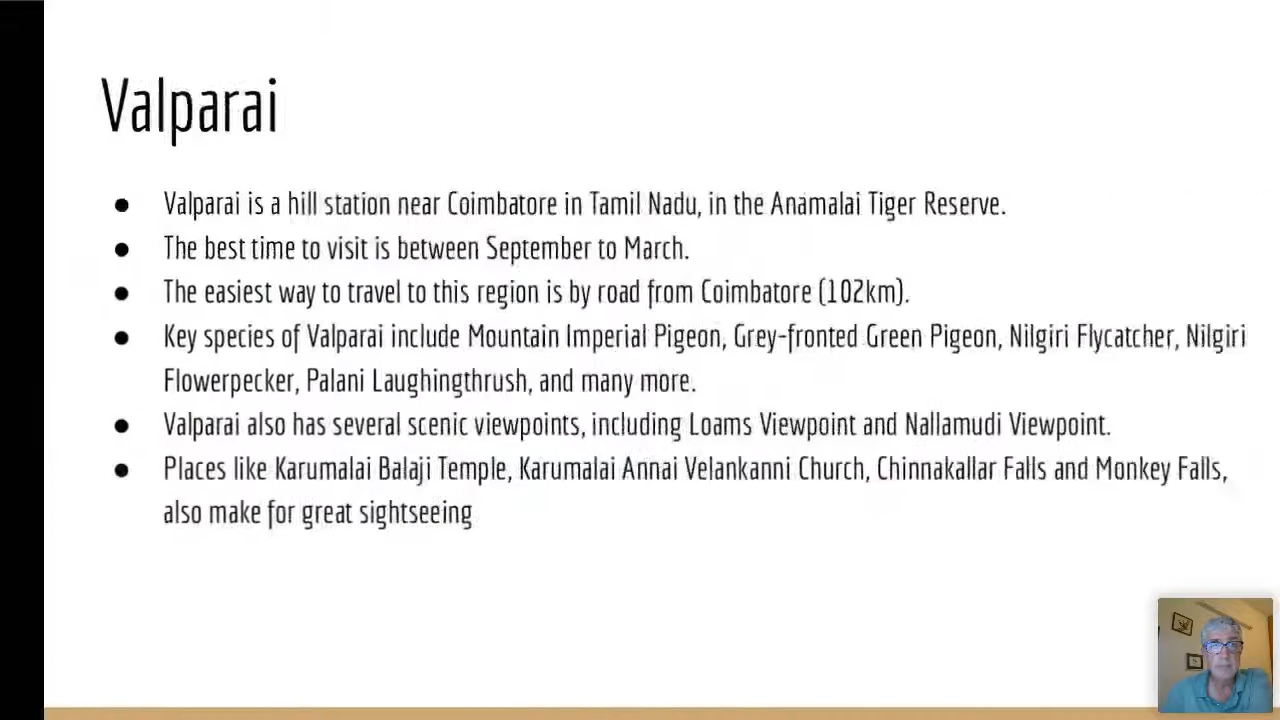 Valparai
● Valparai is a hill station near Coimbatore in Tamil Nadu, in the Anamalai Tiger Reserve.
● The best time to visit is between September to March.
● The easiest way to travel to this region is by road from Coimbatore (102km).
● Key species of Valparai include Mountain Imperial Pigeon, Grey-fronted Green Pigeon, Nilgiri Flycatcher, Nilgiri
Flowerpecker, Palani Laughingthrush, and many more.
● Valparai also has several scenic viewpoints, including Loams Viewpoint and Nallamudi Viewpoint.
● Places like Karumalai Balaji Temple, Karumalai Annai Velankanni Church, Chinnakallar Falls and Monkey Falls,
also make for great sightseeing